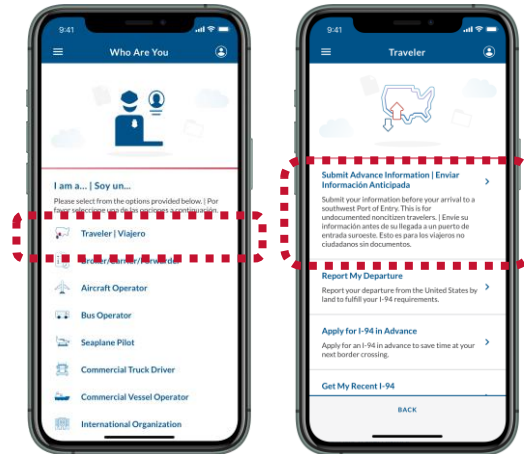 9:41
Who Are You
I am a... | Soy un...
Please select from the options provided below. | Por
favor seleccione una de las opciones a continuación.
Traveler | Viajero
Broker/Carrier/Forwarder
Aircraft Operator
Bus Operator
Seaplane Pilot
Commercial Truck Driver
Commercial Vessel Operator
International Organization
9:41
Traveler
Submit Advance Information | Enviar
Información Anticipada
Submit your information before your arrival to a
southwest Port of Entry. This is for
undocumented noncitizen travelers. | Envíe su
información antes de su llegada a un puerto de
entrada suroeste. Esto es para los viajeros no
ciudadanos sin documentos.
Report My Departure
Report your departure from the United States by
land to fulfill your I-94 requirements.
Apply for I-94 in Advance
Apply for an I-94 in advance to save time at your
next border crossing.
Get My Recent I-94
BACK